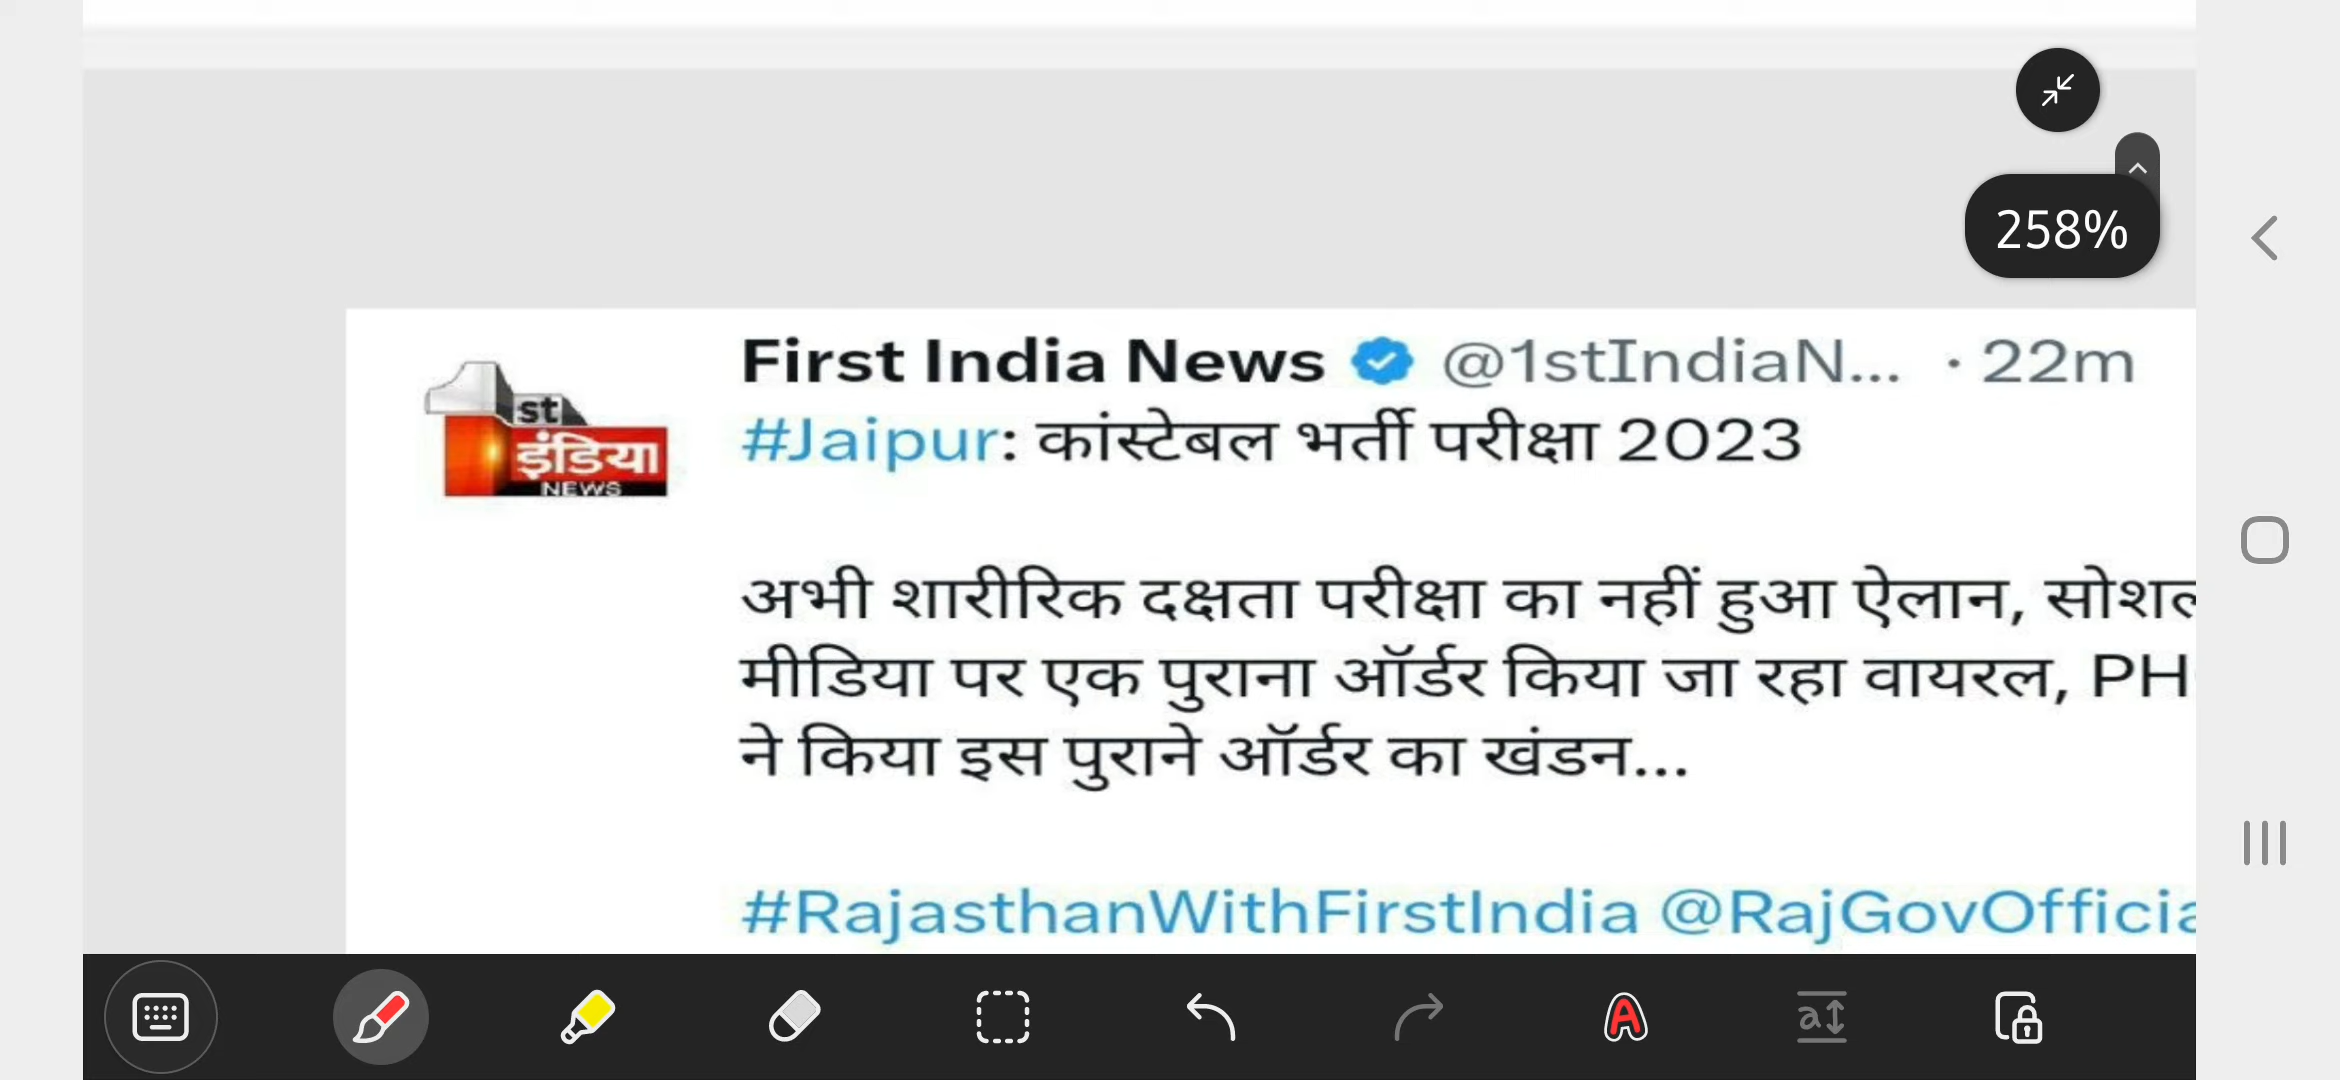 258%
First India News @1stIndiaN... · 22m
1st
इंडिया
NEWS
#Jaipur: कांस्टेबल भर्ती परीक्षा 2023
अभी शारीरिक दक्षता परीक्षा का नहीं हुआ ऐलान, सोशल
मीडिया पर एक पुराना ऑर्डर किया जा रहा वायरल, PH
ने किया इस पुराने ऑर्डर का खंडन...
#RajasthanWithFirstIndia @RajGovOfficia
A
a